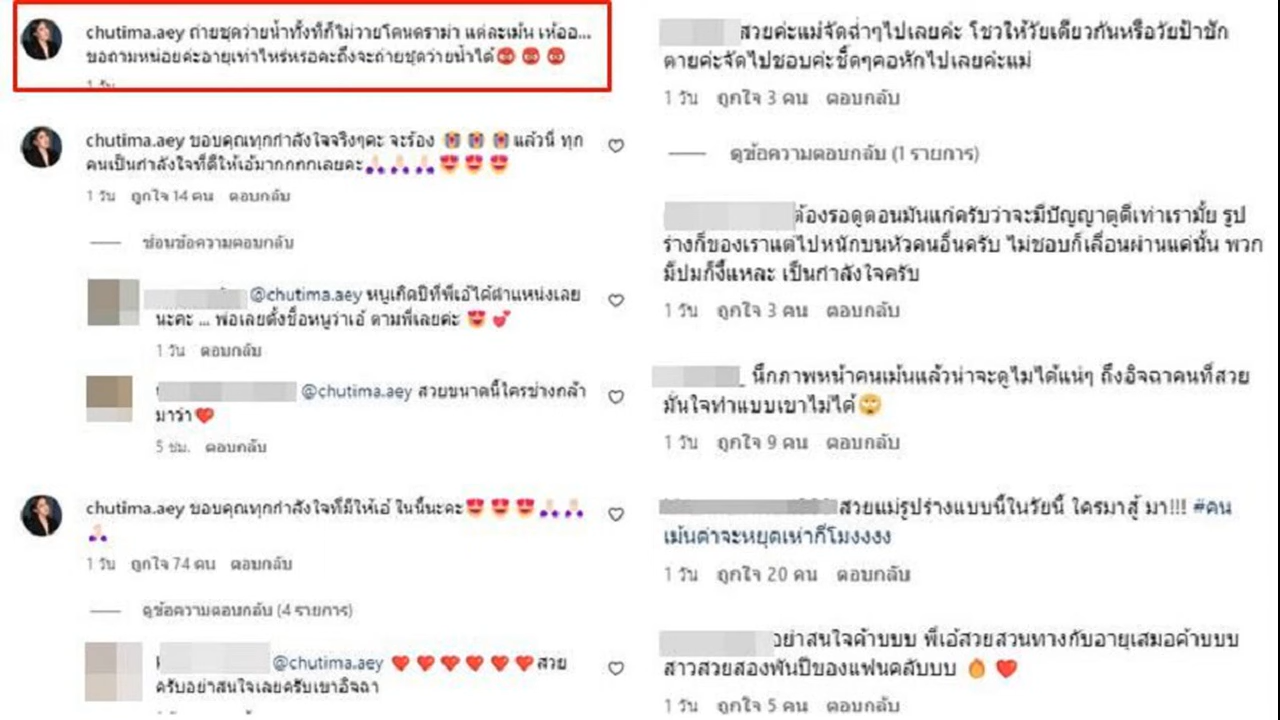 chutima.aey ถ่ายชุดว่ายน้ำทั้งทีก็ไม่วายโดนดราม่า แต่ละเม้น เห้ออ...
ขอถามหน่อยค่ะอายุเท่าไหร่หรอคะถึงจะถ่ายชุดว่ายน้ำได้
1 วัน
chutima.aey ขอบคุณทุกกำลังใจจริงๆคะ จะร้อง 😭 😭 😭 แล้วนี่ ทุก
คนเป็นกำลังใจที่ดีให้เอ้มากกกกเลยคะ🙏🏻🙏🏻🙏🏻😍 😍 😍
1 วัน ถูกใจ 14 คน ตอบกลับ
ซ่อนข้อความตอบกลับ
@chutima.aey หนูเกิดปีที่พี่เอ้ได้ตำแหน่งเลย
นะคะ ... พ่อเลยตั้งชื่อหนูว่าเอ้ ตามพี่เลยค่ะ 😍 💕
1 วัน ตอบกลับ
@chutima.aey สวยขนาดนี้ใครช่างกล้า
มาว่า❤️
5 ชม. ตอบกลับ
chutima.aey ขอบคุณทุกกำลังใจที่มีให้เอ้ ในนี้นะคะ😍 😍 😍🙏🏻🙏🏻
🙏🏻
1 วัน ถูกใจ 74 คน ตอบกลับ
ดูข้อความตอบกลับ (4 รายการ)
@chutima.aey ❤️ ❤️ ❤️ ❤️ ❤️ ❤️สวย
ครับอย่าสนใจเลยครับเขาอิจฉา
สวยค่ะแม่จัดฉ่ำๆไปเลยค่ะ โชว์ให้วัยเดียวกันหรือวัยป้าชัก
ตายค่ะจัดไปชอบค่ะซี๊ดๆคอหักไปเลยค่ะแม่
1 วัน ถูกใจ 3 คน ตอบกลับ
ดูข้อความตอบกลับ (1 รายการ)
ต้องรอดูตอนมันแก่ครับว่าจะมีปัญญาดูดีเท่าเรามั้ย รูป
ร่างก็ของเราแต่ไปหนักบนหัวคนอื่นครับ ไม่ชอบก็เลื่อนผ่านแค่นั้น พวก
มีปมก็งี้แหละ เป็นกำลังใจครับ
1 วัน ถูกใจ 3 คน ตอบกลับ
นึกภาพหน้าคนเม้นแล้วน่าจะดูไม่ได้แน่ๆ ถึงอิจฉาคนที่สวย
มั่นใจทำแบบเขาไม่ได้🙄
1 วัน ถูกใจ 9 คน ตอบกลับ
สวยแม่รูปร่างแบบนี้ในวัยนี้ ใครมาสู้ มา!!! #คน
เม้นด่าจะหยุดเห่ากี่โมงงงง
1 วัน ถูกใจ 20 คน ตอบกลับ
อย่าสนใจค้าบบบ พี่เอ้สวยสวนทางกับอายุเสมอค้าบบบ
สาวสวยสองพันปีของแฟนคลับบบ 🔥 ❤️
1 วัน ถูกใจ 5 คน ตอบกลับ